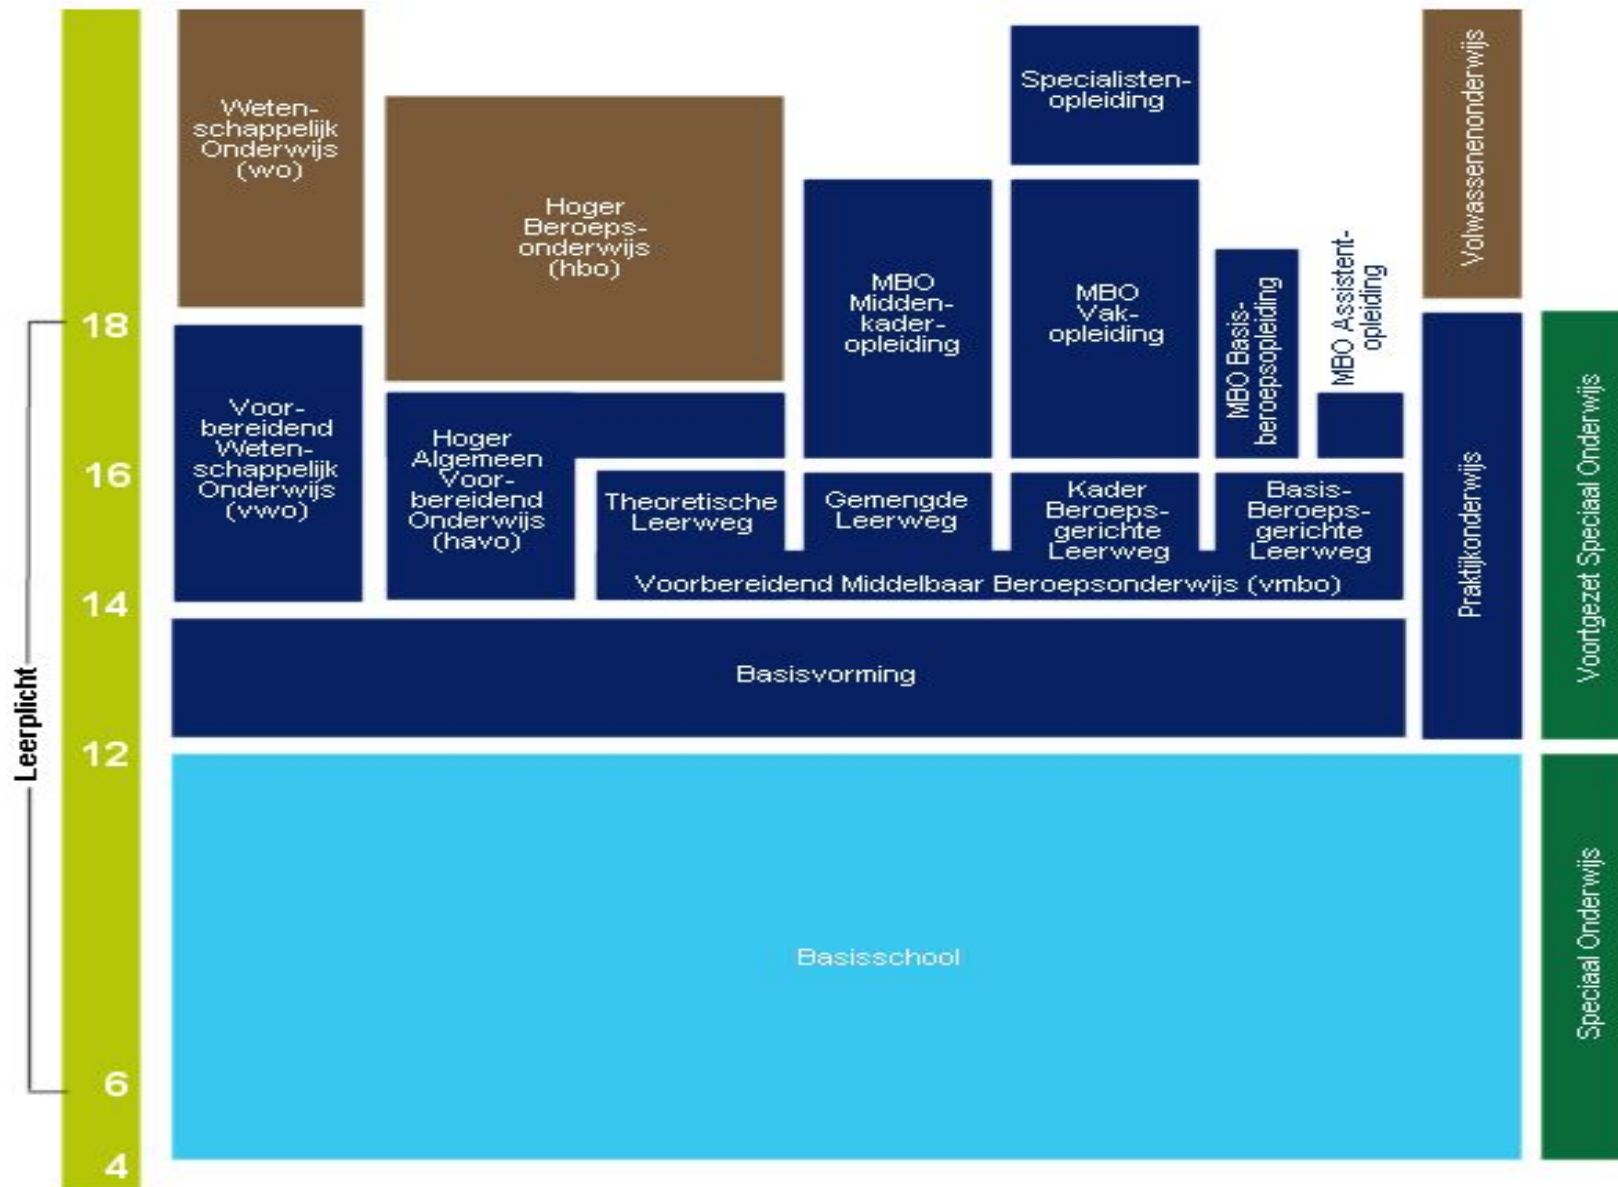 Weten-
schappelijk
Onderwijs
(wo)
Hoger
Beroeps-
onderwijs
(hbo)
Specialisten-
opleiding
MBO
Midden-
kader-
opleiding
MBO
Vak-
opleiding
MBO Basis-
beroepsopleiding
MBO Assistent-
opleiding
Volwassenenonderwijs
18
Voor-
bereidend
Weten-
schappelijk
Onderwijs
(vwo)
Hoger
Algemeen
Voor-
bereidend
Onderwijs
(havo)
16
Theoretische
Leerweg
Gemengde
Leerweg
Kader
Beroeps-
gerichte
Leerweg
Basis-
Beroeps-
gerichte
Leerweg
Voorbereidend Middelbaar Beroepsonderwijs (vmbo)
Praktijkonderwijs
Voortgezet Speciaal Onderwijs
14
Basisvorming
Leerplicht
12
Basisschool
Speciaal Onderwijs
6
4